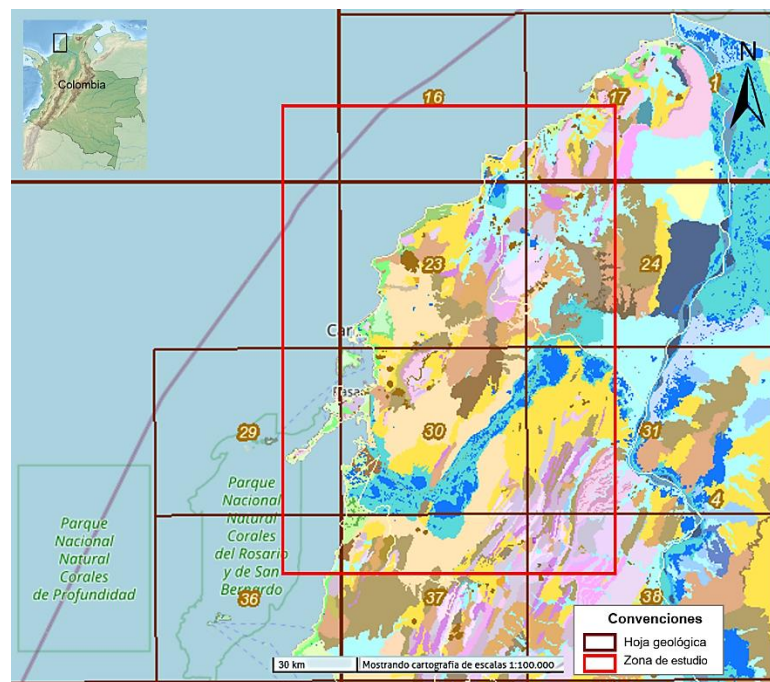 Colombia
N
16
17
1
23
24
Car
29
30
31
4
Parque
Nacional
Natural
Corales
de Profundidad
Parque
Nacional
Natural
Corales
del Rosario
y de San
Bernardo
36
37
38
Convenciones
Hoja geológica
Zona de estudio
30 km
Mostrando cartografía de escalas 1:100.000